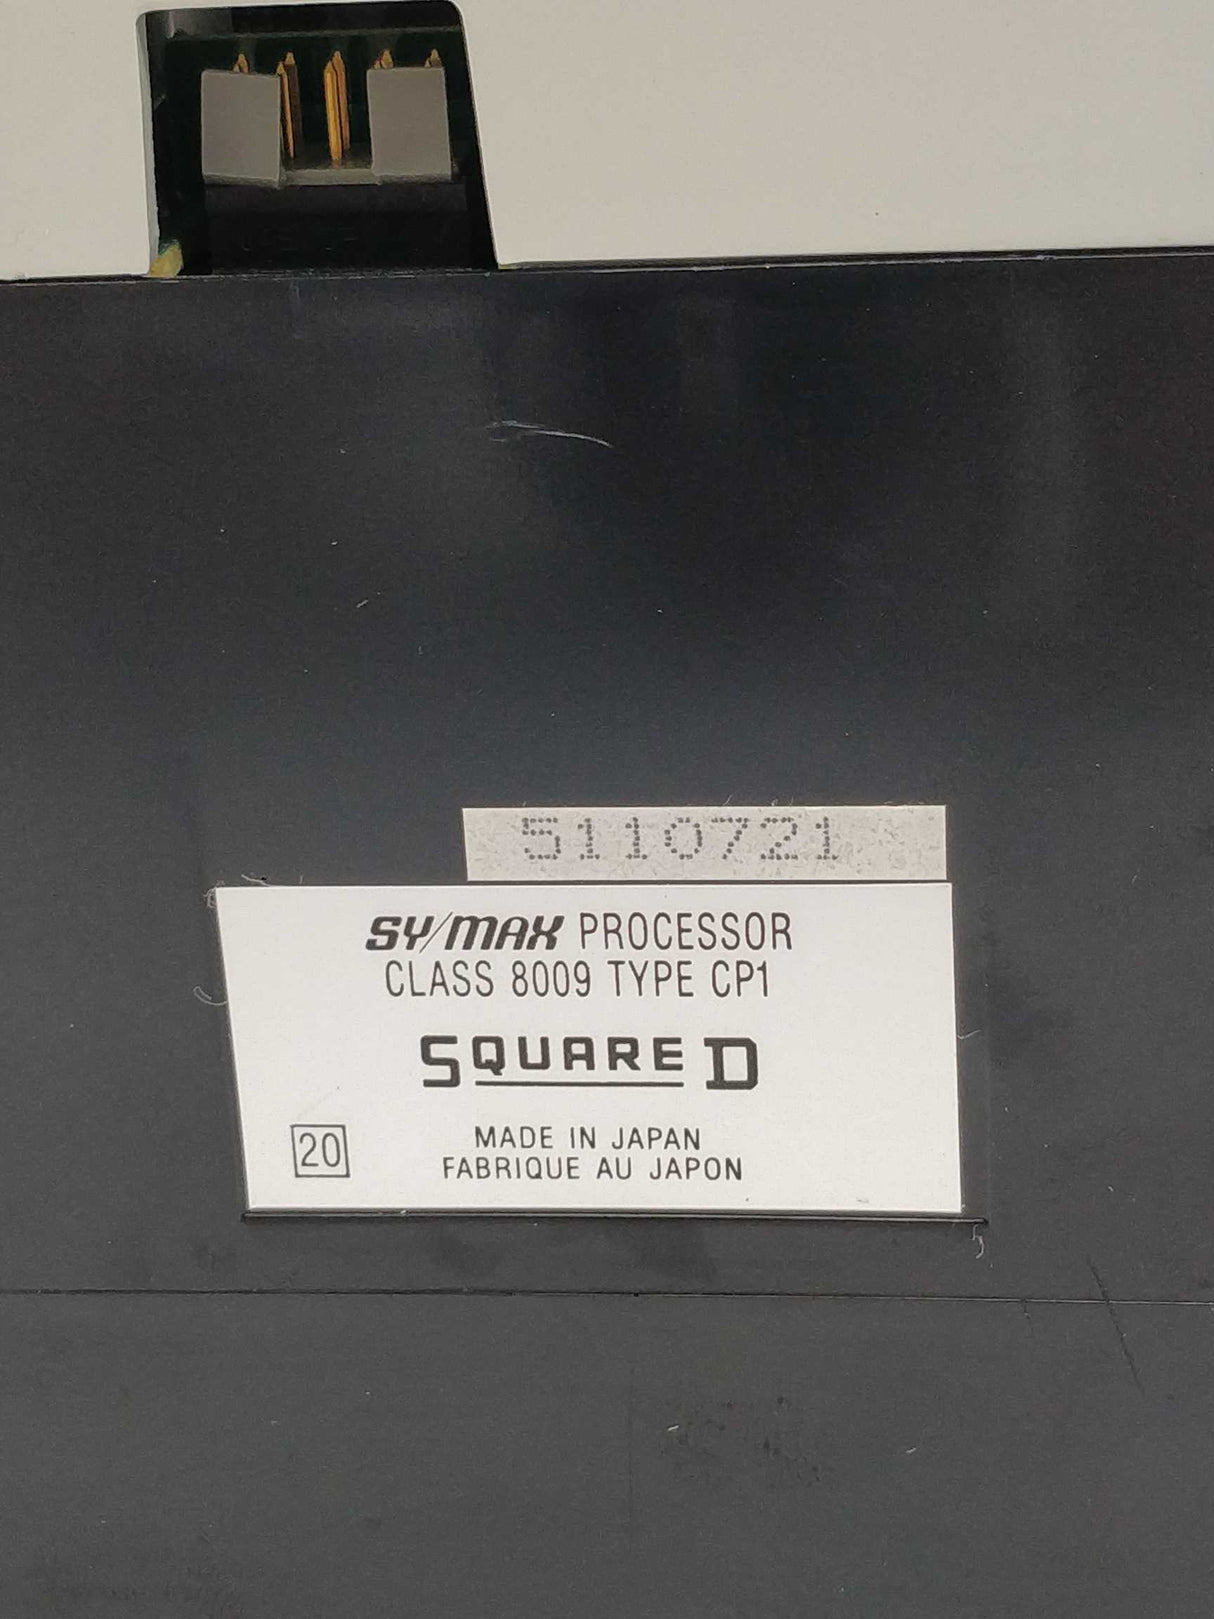 5110721
SY/MAX PROCESSOR
CLASS 8009 TYPE CP1
SQUARE D
20
MADE IN JAPAN
FABRIQUE AU JAPON